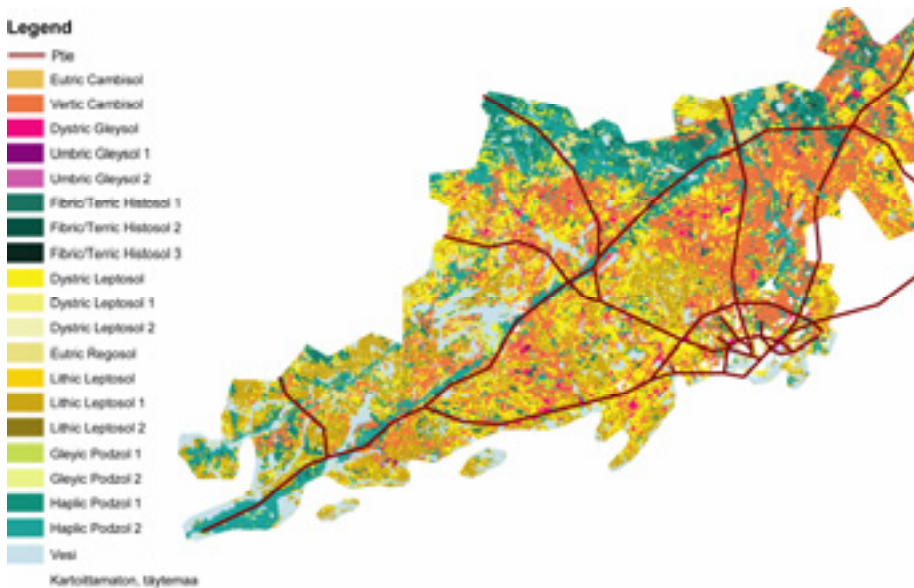 Legend
Ptie
Eutric Cambisol
Vertic Cambisol
Dystric Gleysol
Umbric Gleysol 1
Umbric Gleysol 2
Fibric/Terric Histosol 1
Fibric/Terric Histosol 2
Fibric/Terric Histosol 3
Dystric Leptosol
Dystric Leptosol 1
Dystric Leptosol 2
Eutric Regosol
Lithic Leptosol
Lithic Leptosol 1
Lithic Leptosol 2
Gleyic Podzol 1
Gleyic Podzol 2
Haplic Podzol 1
Haplic Podzol 2
Vesi
Kartoittamaton, täytemaa